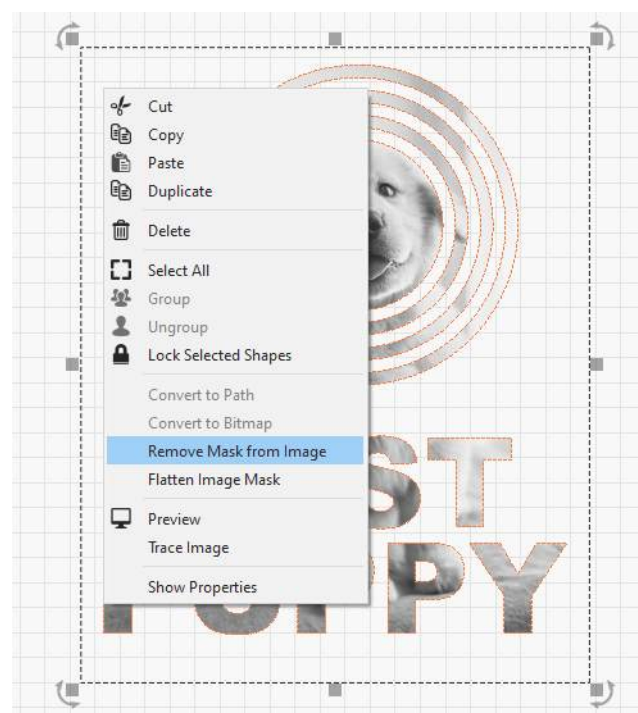 Cut
Copy
Paste
Duplicate
Delete
Select All
Group
Ungroup
Lock Selected Shapes
Convert to Path
Convert to Bitmap
Remove Mask from Image
Flatten Image Mask
Preview
Trace Image
Show Properties
ST
PUPPY